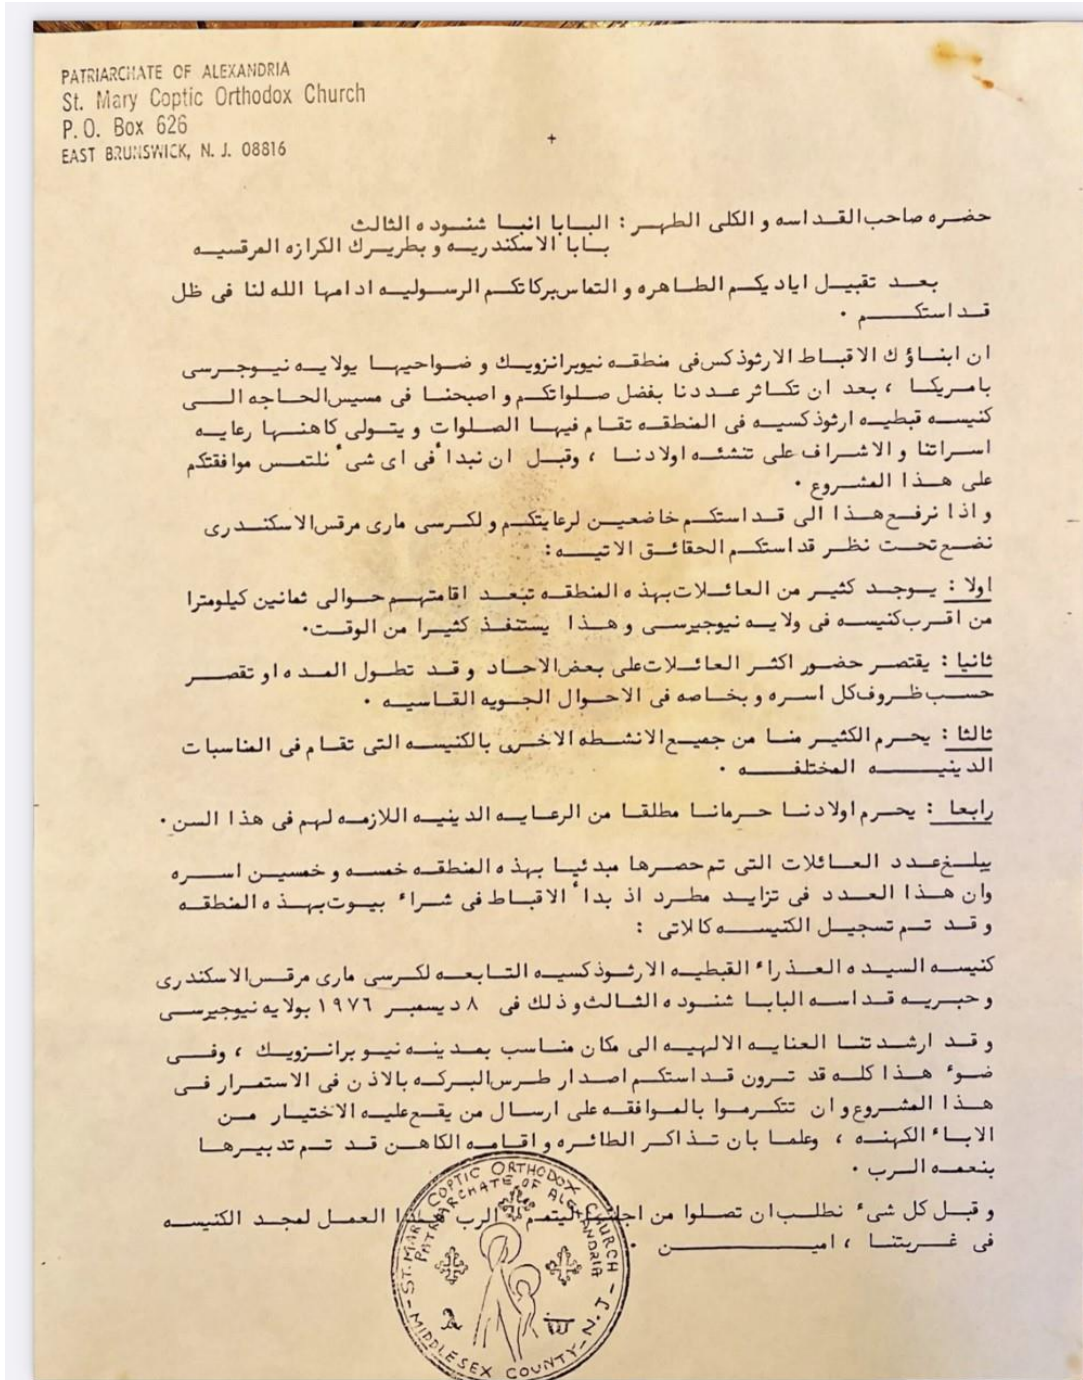 PATRIARCHATE OF ALEXANDRIA
St. Mary Coptic Orthodox Church
P.O. Box 626
EAST BRUNSWICK, N. J. 08816
+
حضره صاحب القداسه و الكلى الطهر : البابا انبا شنوده الثالث
بابا الاسكندريه و بطريرك الكرازه المرقسيه
بعد تقبيل اياديكم الطاهره و التماس بركاتكم الرسوليه ادامها الله لنا فى ظل
قداستكم .
ان ابناؤك الاقباط الارثوذكس فى منطقه نيوبرانزويك و ضواحيها يولايه نيوجرسى
بامريكا ، بعد ان تكاثر عددنا بفضل صلواتكم و اصبحنا فى مسيس الحاجه الى
كنيسه قبطيه ارثوذكسيه فى المنطقه تقام فيها الصلوات و يتولى كاهنها رعايه
اسراتنا و الاشراف على تنشئه اولادنا ، وقبل ان نبدأ فى اى شىء نلتمس موافقتكم
على هذا المشروع .
و اذا نرفع هذا الى قداستكم خاضعين لرعايتكم و لكرسى مارى مرقس الاسكندرى
نضع تحت نظر قداستكم الحقائق الاتيه :
اولا : يوجد كثير من العائلات بهذه المنطقه تبعد اقامتهم حوالى ثمانين كيلومترا
من اقرب كنيسه فى ولايه نيوجيرسى و هذا يستنفذ كثيرا من الوقت.
ثانيا : يقتصر حضور اكثر العائلات على بعض الاحاد و قد تطول المده او تقصر
حسب ظروف كل اسره و بخاصه فى الاحوال الجويه القاسيه .
ثالثا : يحرم الكثير منا من جميع الانشطه الاخرى بالكنيسه التى تقام فى المناسبات
الدينيه المختلفه .
رابعا : يحرم اولادنا حرمانا مطلقا من الرعايه الدينيه اللازمه لهم فى هذا السن .
يبلغ عدد العائلات التى تم حصرها مبدئيا بهذه المنطقه خمسه و خمسين اسره
وان هذا العدد فى تزايد مطرد اذ بدأ الاقباط فى شراء بيوت بهذه المنطقه
و قد تم تسجيل الكنيسه كالاتى :
كنيسه السيده العذراء القبطيه الارثوذكسيه التابعه لكرسى مارى مرقس الاسكندرى
و حبريه قداسه البابا شنوده الثالث و ذلك فى ٨ ديسمبر ١٩٧٦ بولايه نيوجيرسى
و قد ارشدتنا العنايه الالهيه الى مكان مناسب بمدينه نيو برانزويك ، وفى
ضوء هذا كله قد ترون قداستكم اصدار طرس البركه بالاذن فى الاستمرار فى
هذا المشروع و ان تتكرموا بالموافقه على ارسال من يقع عليه الاختيار من
الاباء الكهنه ، وعلما بان تذاكر الطائره و اقامه الكاهن قد تم تدبيرها
بنعمه الرب .
و قبل كل شىء نطلب ان تصلوا من اجلنا ليتمم الرب هذا العمل لمجد الكنيسه
فى غربتنا ، امين .
ST. MARY COPTIC ORTHODOX CHURCH
PATRIARCHATE OF ALEXANDRIA
MIDDLESEX COUNTY - N.J.